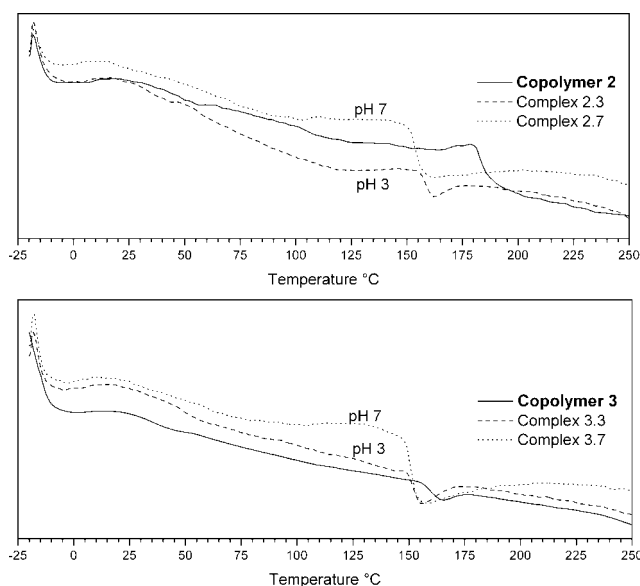 Copolymer 2
Complex 2.3
Complex 2.7
pH 7
pH 3
-25 0 25 50 75 100 125 150 175 200 225 250
Temperature °C
Copolymer 3
Complex 3.3
Complex 3.7
pH 7
pH 3
-25 0 25 50 75 100 125 150 175 200 225 250
Temperature °C